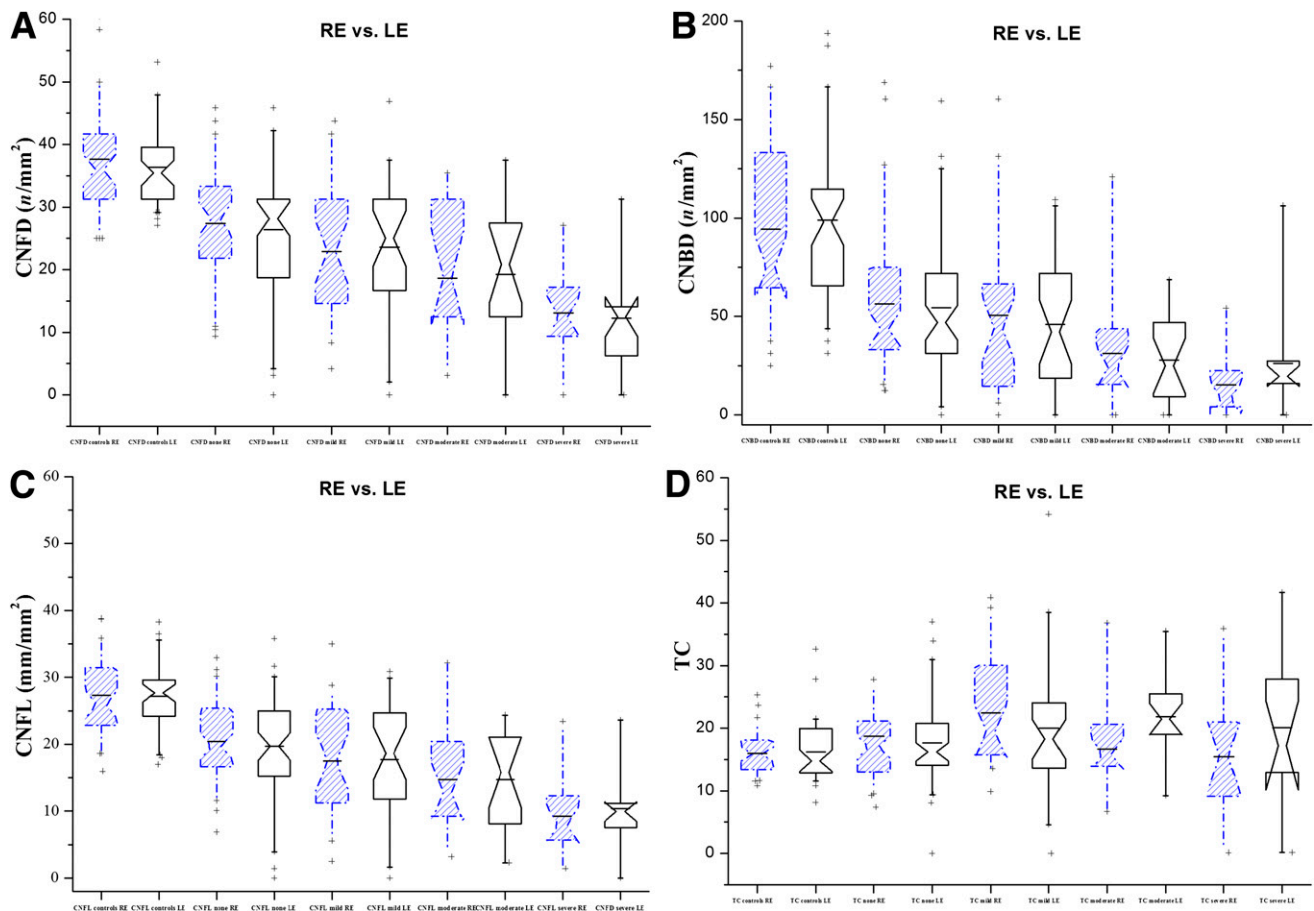 A
RE vs. LE
60
50
40
30
20
10
0
CNFD (n/mm²)
CNFD controls RE CNFD controls LE CNFD none RE CNFD none LE CNFD mild RE CNFD mild LE CNFD moderate RE CNFD moderate LE CNFD severe RE CNFD severe LE
B
RE vs. LE
200
150
100
50
0
CNBD (n/mm²)
CNBD controls RE CNBD controls LE CNBD none RE CNBD none LE CNBD mild RE CNBD mild LE CNBD moderate RE CNBD moderate LE CNBD severe RE CNBD severe LE
C
RE vs. LE
60
50
40
30
20
10
0
CNFL (mm/mm²)
CNFL controls RE CNFL controls LE CNFL none RE CNFL none LE CNFL mild RE CNFL mild LE CNFL moderate RE CNFL moderate LE CNFL severe RE CNFD severe LE
D
RE vs. LE
60
50
40
30
20
10
0
TC
TC controls RE TC controls LE TC none RE TC none LE TC mild RE TC mild LE TC moderate RE TC moderate LE TC severe RE TC severe LE